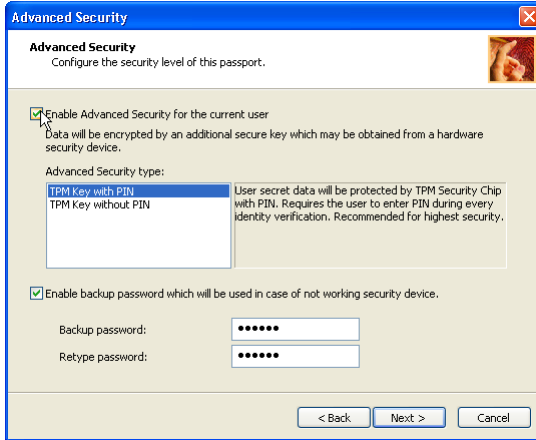 Advanced Security
Advanced Security
Configure the security level of this passport.
Enable Advanced Security for the current user
Data will be encrypted by an additional secure key which may be obtained from a hardware
security device.
Advanced Security type:
TPM Key with PIN
TPM Key without PIN
User secret data will be protected by TPM Security Chip
with PIN. Requires the user to enter PIN during every
identity verification. Recommended for highest security.
Enable backup password which will be used in case of not working security device.
Backup password: ••••••
Retype password: ••••••
< Back Next > Cancel